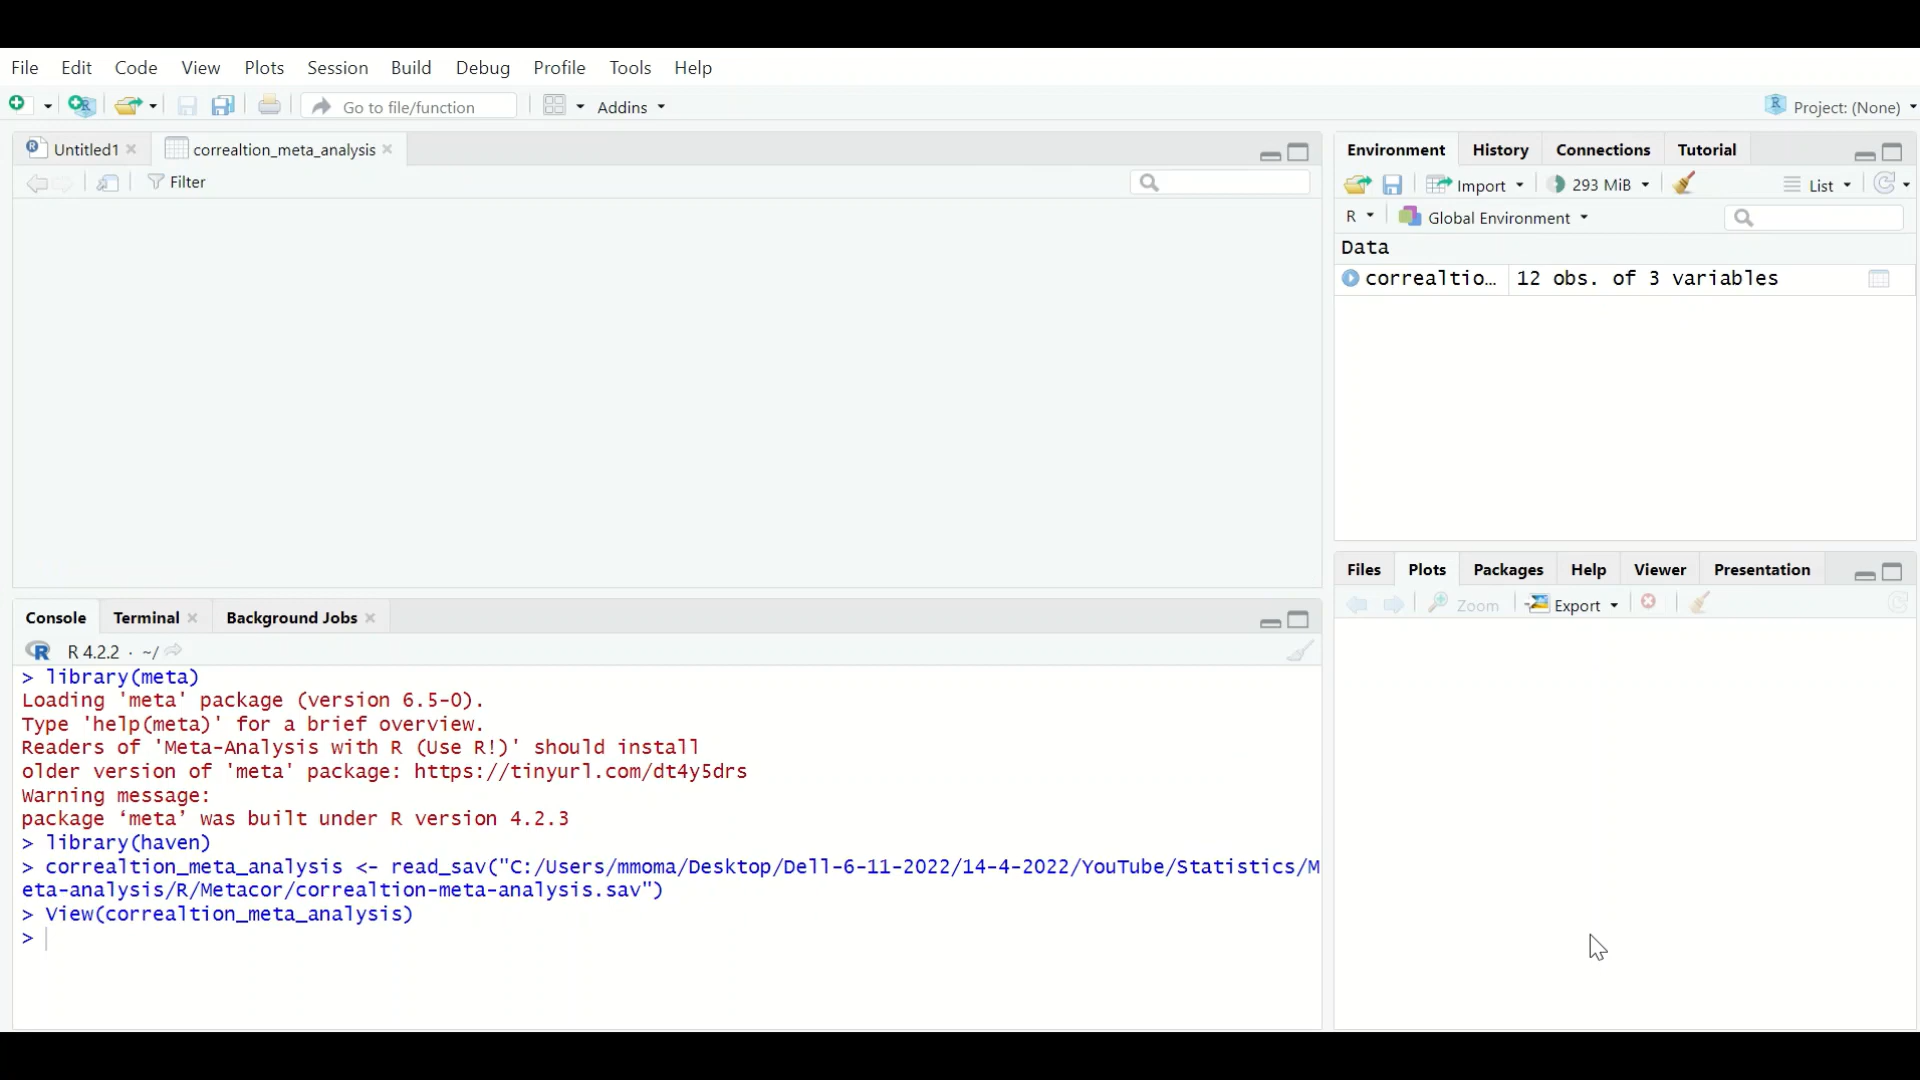 File Edit Code View Plots Session Build Debug Profile Tools Help
Go to file/function Addins Project: (None)
Untitled1 correaltion_meta_analysis
Filter
Environment History Connections Tutorial
Import 293 MiB List
R Global Environment
Data
correaltio… 12 obs. of 3 variables
Files Plots Packages Help Viewer Presentation
Zoom Export
Console Terminal Background Jobs
R 4.2.2 · ~/
> library(meta)
Loading 'meta' package (version 6.5-0).
Type 'help(meta)' for a brief overview.
Readers of 'Meta-Analysis with R (Use R!)' should install
older version of 'meta' package: https://tinyurl.com/dt4y5drs
Warning message:
package ‘meta’ was built under R version 4.2.3
> library(haven)
> correaltion_meta_analysis <- read_sav("C:/Users/mmoma/Desktop/Dell-6-11-2022/14-4-2022/YouTube/Statistics/M
eta-analysis/R/Metacor/correaltion-meta-analysis.sav")
> View(correaltion_meta_analysis)
>